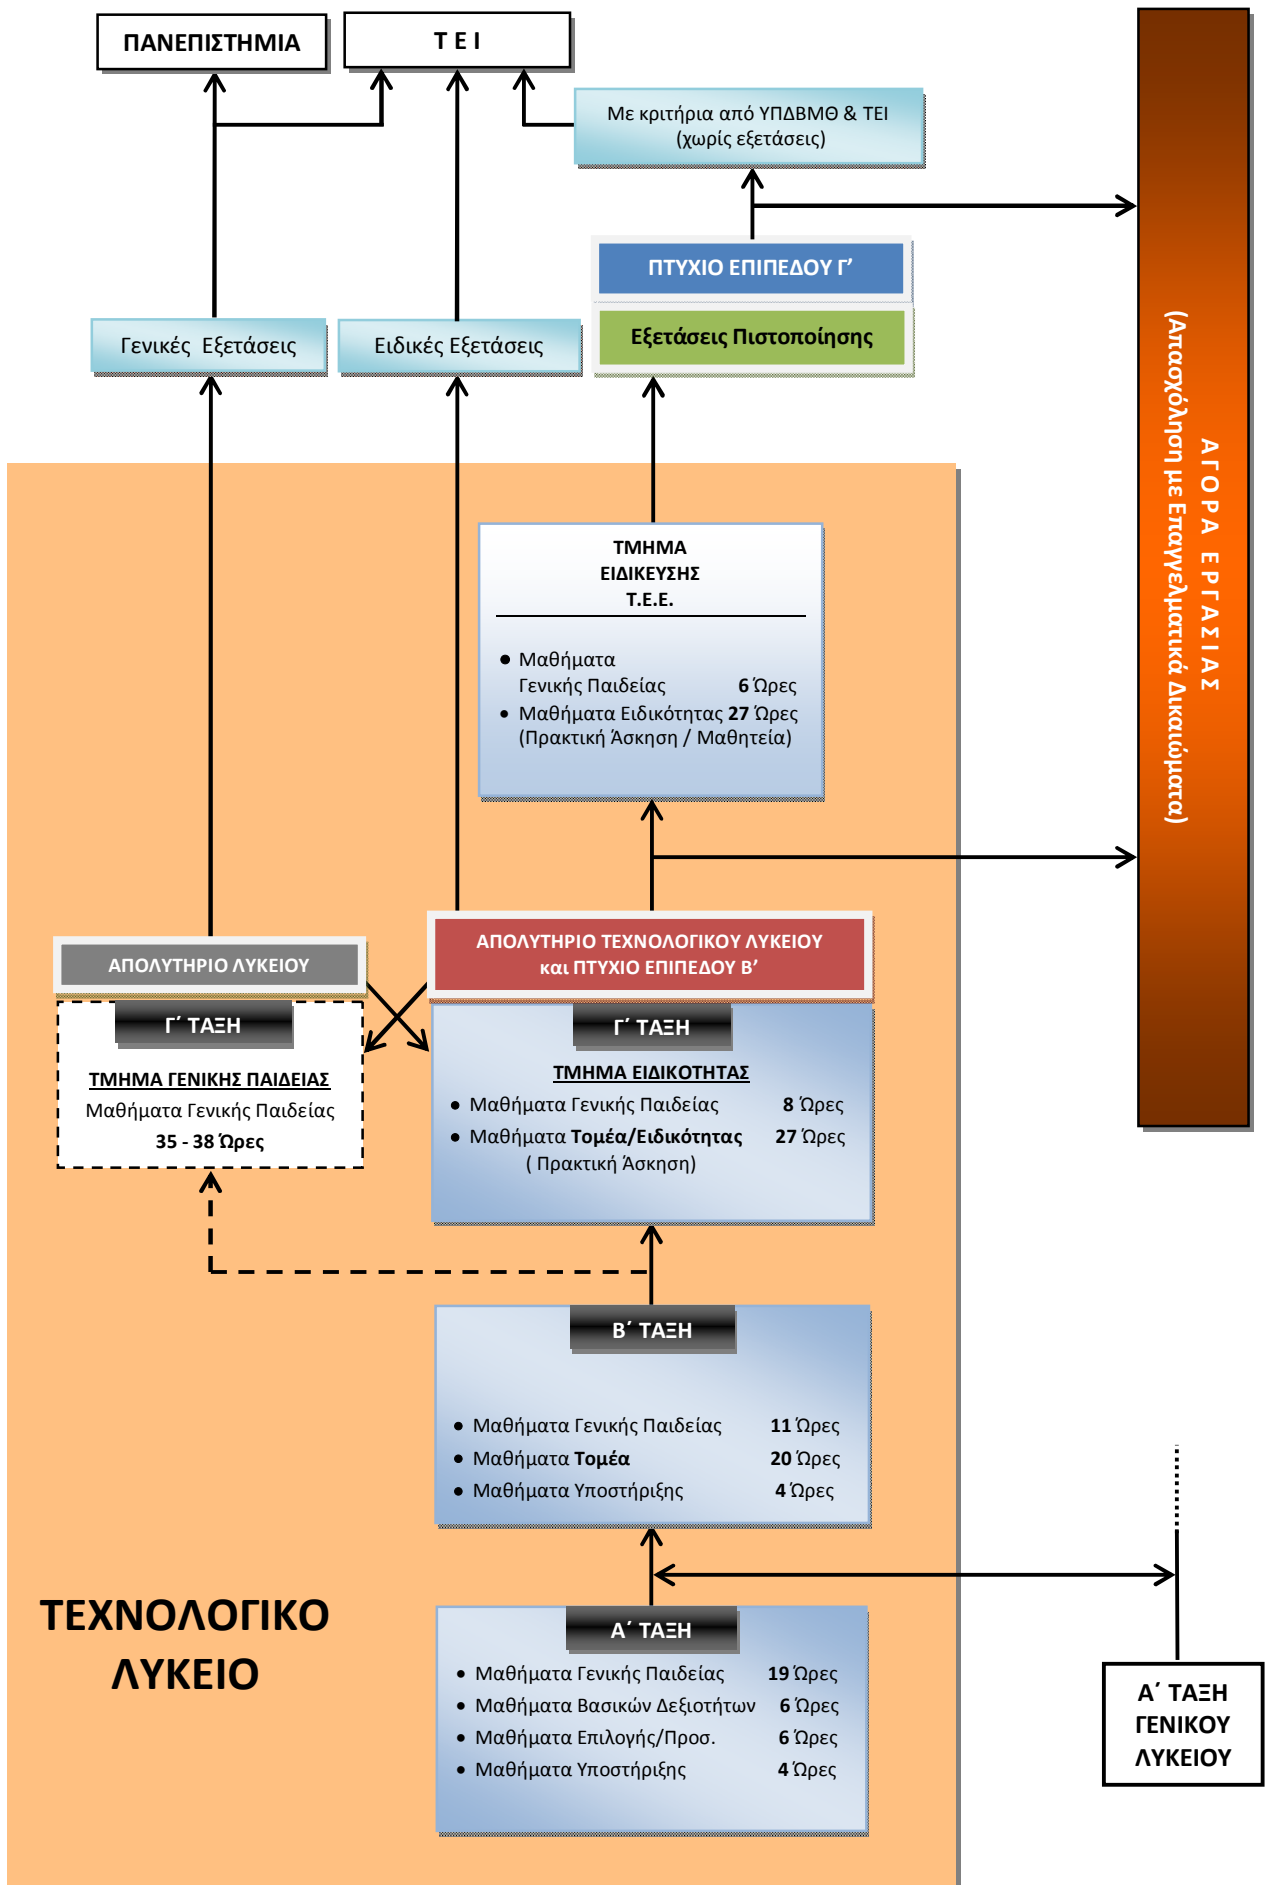 ΠΑΝΕΠΙΣΤΗΜΙΑ
Τ Ε Ι
Με κριτήρια από ΥΠΔΒΜΘ & ΤΕΙ
(χωρίς εξετάσεις)
ΠΤΥΧΙΟ ΕΠΙΠΕΔΟΥ Γ’
Εξετάσεις Πιστοποίησης
Γενικές Εξετάσεις
Ειδικές Εξετάσεις
Α Γ Ο Ρ Α Ε Ρ Γ Α Σ Ι Α Σ
(Απασχόληση με Επαγγελματικά Δικαιώματα)
ΤΜΗΜΑ
ΕΙΔΙΚΕΥΣΗΣ
Τ.Ε.Ε.
• Μαθήματα
Γενικής Παιδείας 6 Ώρες
• Μαθήματα Ειδικότητας 27 Ώρες
(Πρακτική Άσκηση / Μαθητεία)
ΑΠΟΛΥΤΗΡΙΟ ΛΥΚΕΙΟΥ
ΑΠΟΛΥΤΗΡΙΟ ΤΕΧΝΟΛΟΓΙΚΟΥ ΛΥΚΕΙΟΥ
και ΠΤΥΧΙΟ ΕΠΙΠΕΔΟΥ Β’
Γ΄ ΤΑΞΗ
ΤΜΗΜΑ ΓΕΝΙΚΗΣ ΠΑΙΔΕΙΑΣ
Μαθήματα Γενικής Παιδείας
35 - 38 Ώρες
Γ΄ ΤΑΞΗ
ΤΜΗΜΑ ΕΙΔΙΚΟΤΗΤΑΣ
• Μαθήματα Γενικής Παιδείας 8 Ώρες
• Μαθήματα Τομέα/Ειδικότητας 27 Ώρες
( Πρακτική Άσκηση)
Β΄ ΤΑΞΗ
• Μαθήματα Γενικής Παιδείας 11 Ώρες
• Μαθήματα Τομέα 20 Ώρες
• Μαθήματα Υποστήριξης 4 Ώρες
ΤΕΧΝΟΛΟΓΙΚΟ
ΛΥΚΕΙΟ
Α΄ ΤΑΞΗ
• Μαθήματα Γενικής Παιδείας 19 Ώρες
• Μαθήματα Βασικών Δεξιοτήτων 6 Ώρες
• Μαθήματα Επιλογής/Προσ. 6 Ώρες
• Μαθήματα Υποστήριξης 4 Ώρες
Α΄ ΤΑΞΗ
ΓΕΝΙΚΟΥ
ΛΥΚΕΙΟΥ